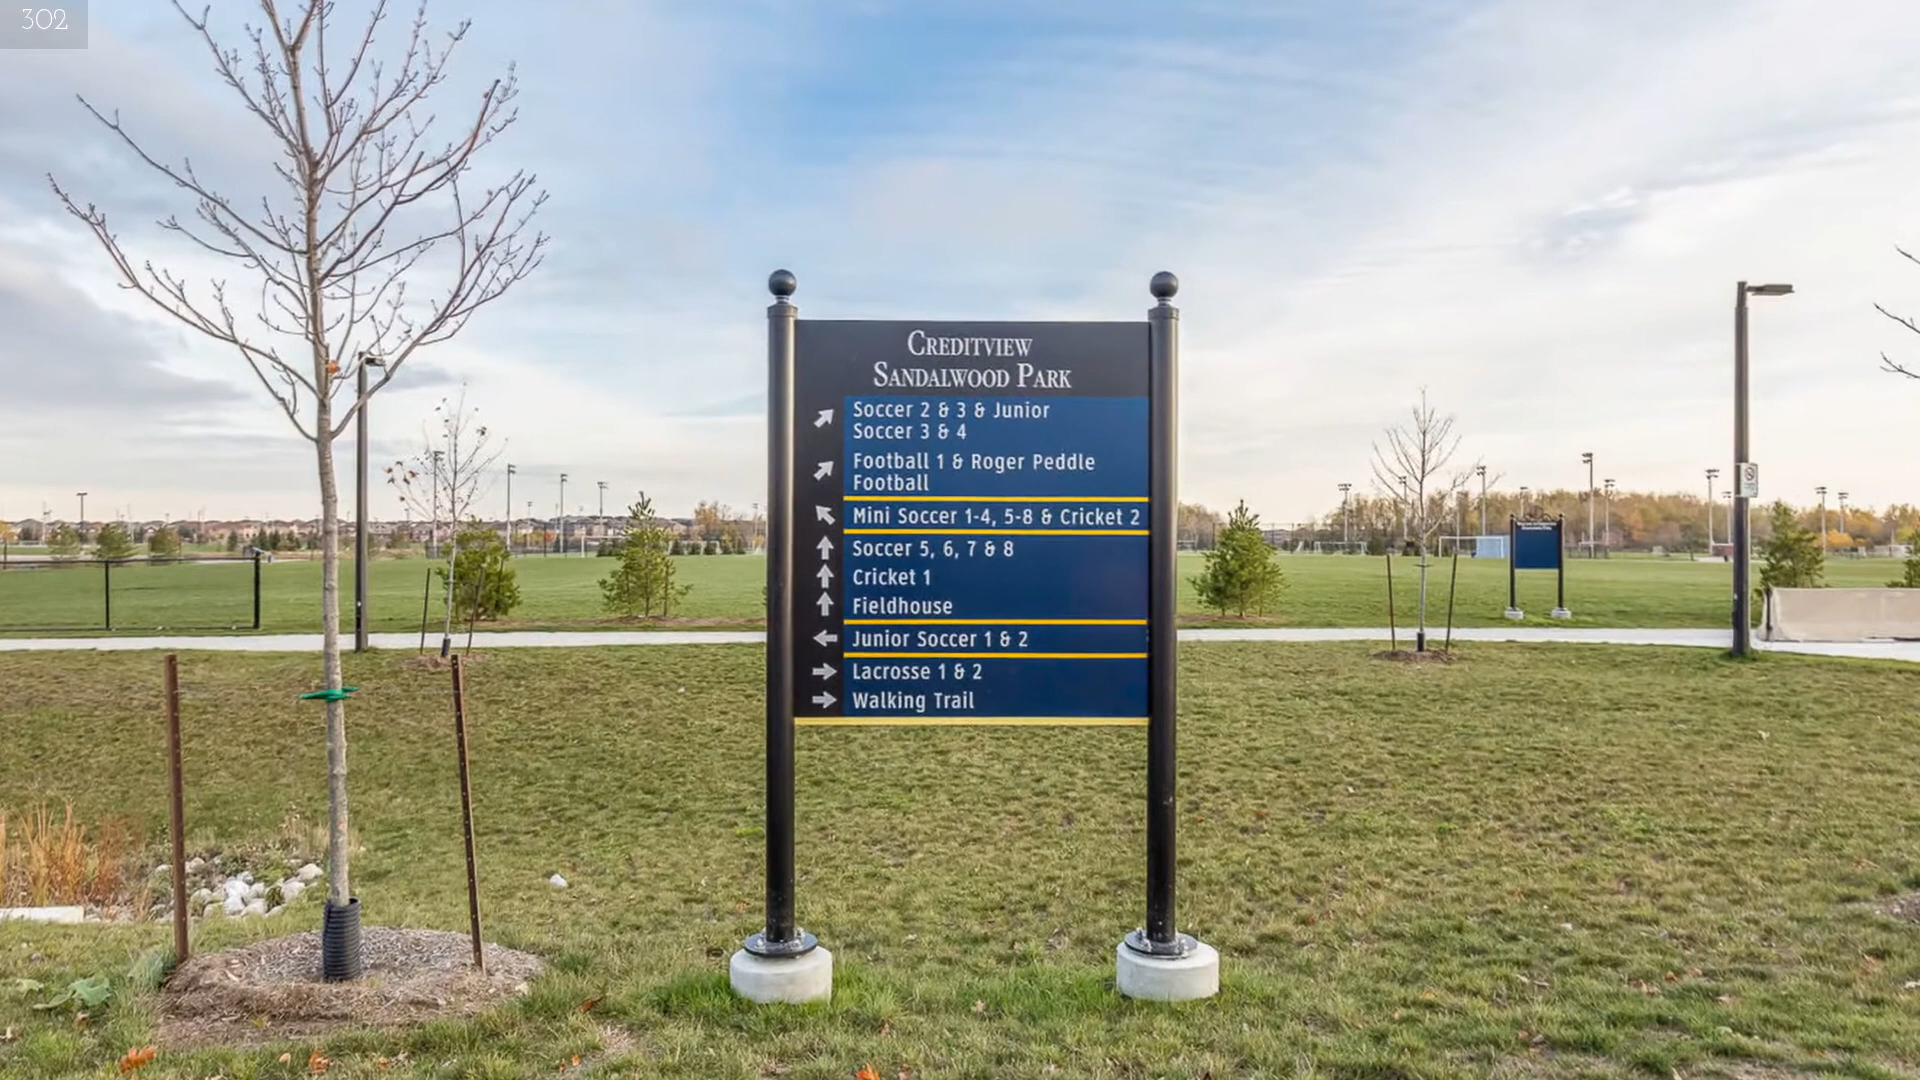 302
CREDITVIEW
SANDALWOOD PARK
Soccer 2 & 3 & Junior
Soccer 3 & 4
Football 1 & Roger Peddle
Football
Mini Soccer 1-4, 5-8 & Cricket 2
Soccer 5, 6, 7 & 8
Cricket 1
Fieldhouse
Junior Soccer 1 & 2
Lacrosse 1 & 2
Walking Trail